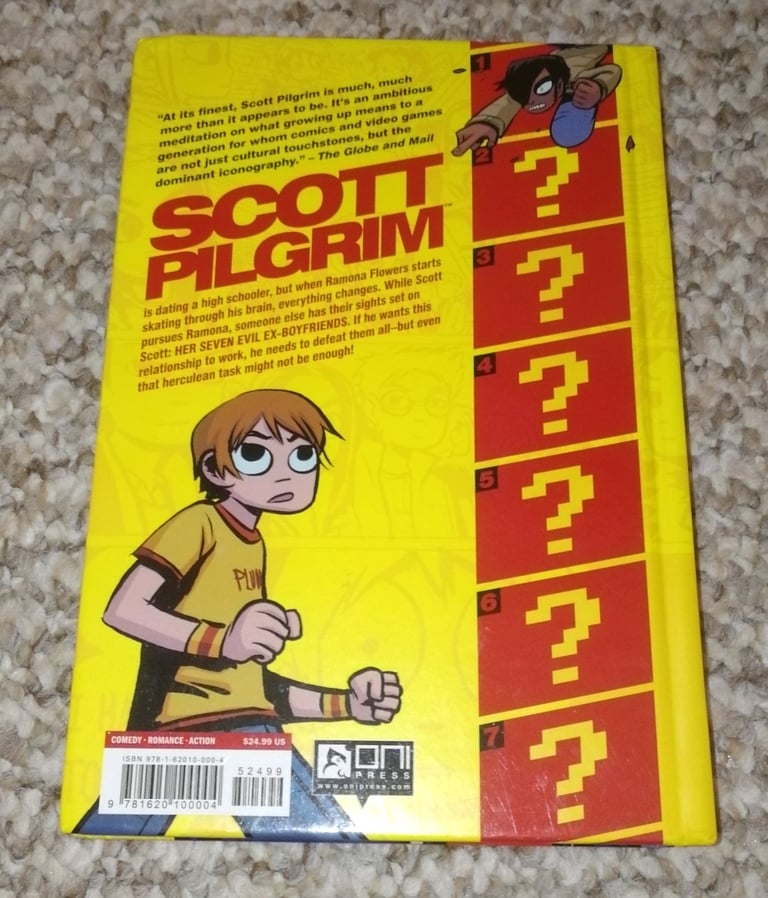 "At its finest, Scott Pilgrim is much, much
more than it appears to be. It's an ambitious
meditation on what growing up means to a
generation for whom comics and video games
are not just cultural touchstones, but the
dominant iconography." – The Globe and Mail
SCOTT
PILGRIM™
is dating a high schooler, but when Ramona Flowers starts
skating through his brain, everything changes. While Scott
pursues Ramona, someone else has their sights set on
Scott: HER SEVEN EVIL EX-BOYFRIENDS. If he wants this
relationship to work, he needs to defeat them all—but even
that herculean task might not be enough!
1
2
?
3
?
4
?
5
?
6
?
7
?
COMEDY · ROMANCE · ACTION $24.99 US
ISBN 978-1-62010-000-4
52499
9 781620 100004
ONI
PRESS
www.onipress.com